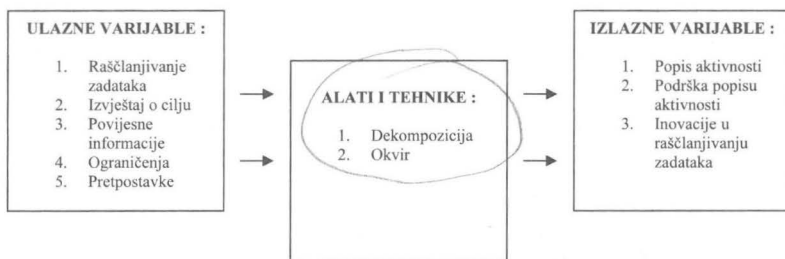 ULAZNE VARIJABLE :
1. Raščlanjivanje
zadataka
2. Izvještaj o cilju
3. Povijesne
informacije
4. Ograničenja
5. Pretpostavke
ALATI I TEHNIKE :
1. Dekompozicija
2. Okvir
IZLAZNE VARIJABLE :
1. Popis aktivnosti
2. Podrška popisu
aktivnosti
3. Inovacije u
raščlanjivanju
zadataka